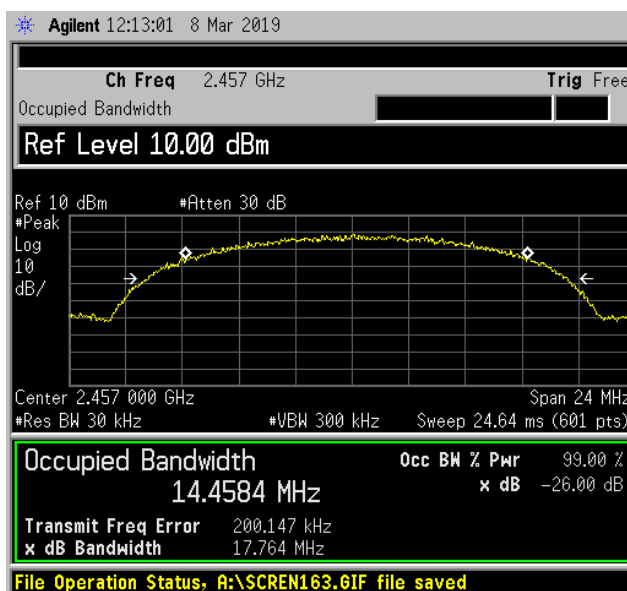 Agilent 12:13:01 8 Mar 2019
Ch Freq 2.457 GHz Trig Free
Occupied Bandwidth
Ref Level 10.00 dBm
Ref 10 dBm #Atten 30 dB
#Peak
Log
10
dB/
Center 2.457 000 GHz Span 24 MHz
#Res BW 30 kHz #VBW 300 kHz Sweep 24.64 ms (601 pts)
Occupied Bandwidth Occ BW % Pwr 99.00 %
14.4584 MHz x dB -26.00 dB
Transmit Freq Error 200.147 kHz
x dB Bandwidth 17.764 MHz
File Operation Status, A:\SCREN163.GIF file saved